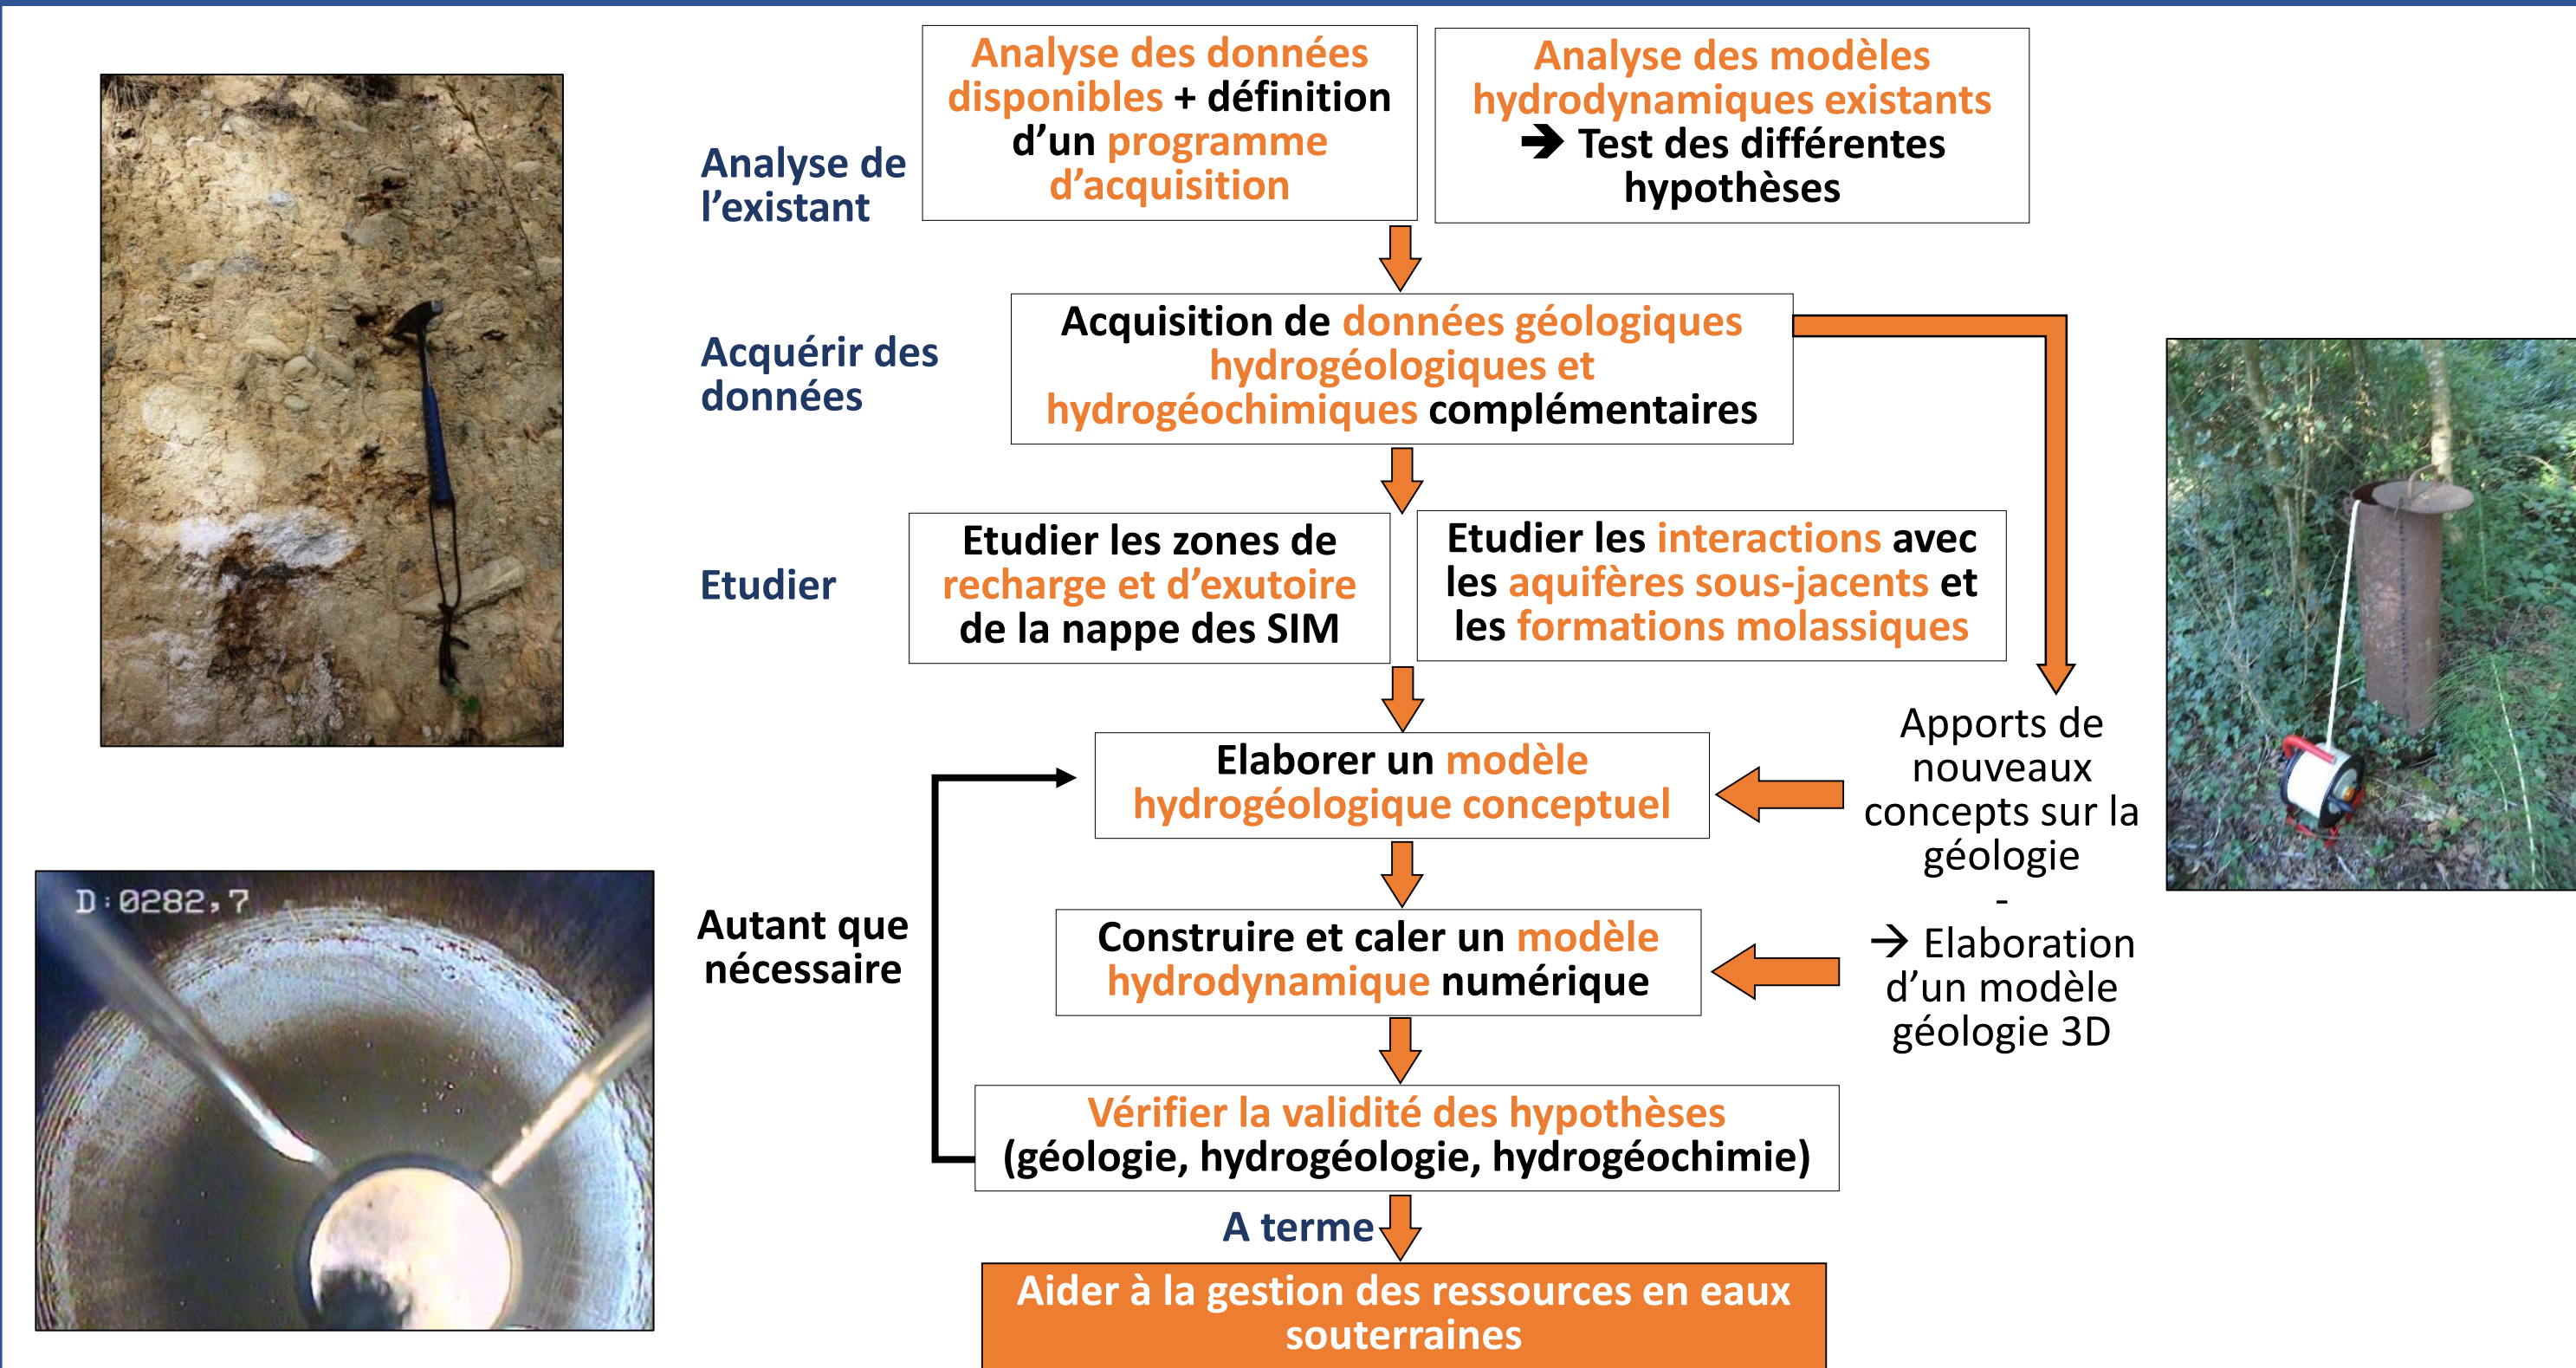 Analyse de
l’existant
Analyse des données
disponibles + définition
d’un programme
d’acquisition
Analyse des modèles
hydrodynamiques existants
➔ Test des différentes
hypothèses
Acquérir des
données
Acquisition de données géologiques
hydrogéologiques et
hydrogéochimiques complémentaires
Etudier
Etudier les zones de
recharge et d’exutoire
de la nappe des SIM
Etudier les interactions avec
les aquifères sous-jacents et
les formations molassiques
Apports de
nouveaux
concepts sur la
géologie
-
→ Elaboration
d’un modèle
géologie 3D
Elaborer un modèle
hydrogéologique conceptuel
D:0282,7
Autant que
nécessaire
Construire et caler un modèle
hydrodynamique numérique
Vérifier la validité des hypothèses
(géologie, hydrogéologie, hydrogéochimie)
A terme
Aider à la gestion des ressources en eaux
souterraines